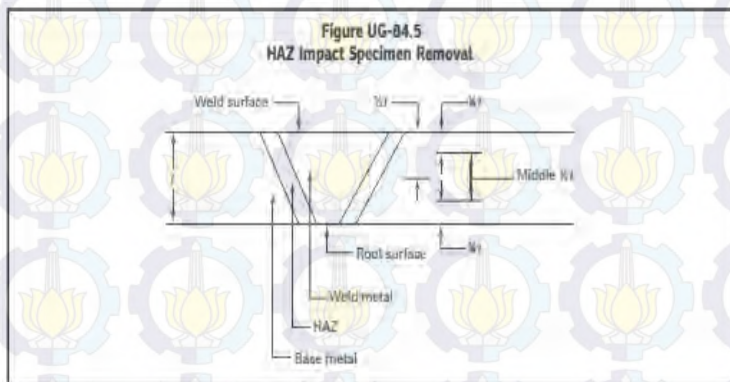 Figure UG-84.5
HAZ Impact Specimen Removal
Weld surface
Middle
Root surface
Weld metal
HAZ
Base metal